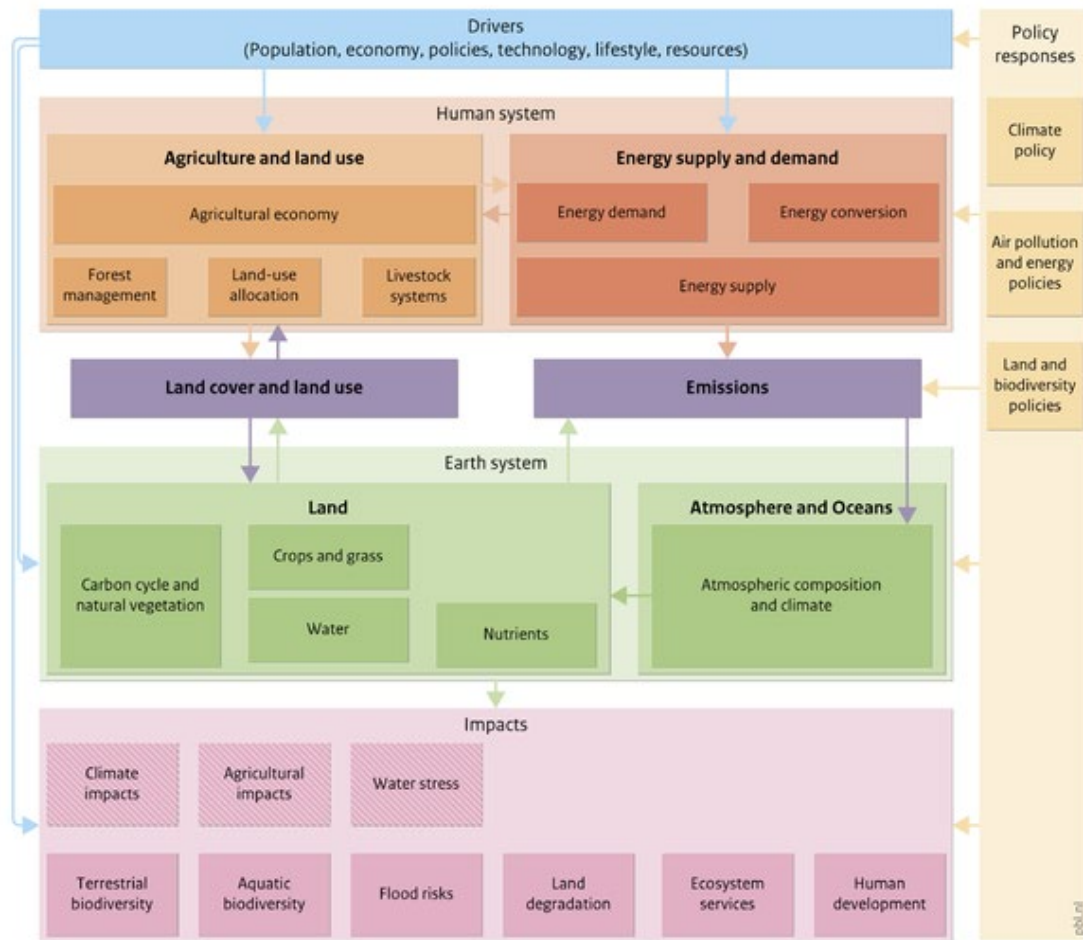 Drivers
(Population, economy, policies, technology, lifestyle, resources)
Policy
responses
Human system
Agriculture and land use
Energy supply and demand
Climate
policy
Agricultural economy
Energy demand
Energy conversion
Air pollution
and energy
policies
Forest
management
Land-use
allocation
Livestock
systems
Energy supply
Land cover and land use
Emissions
Land and
biodiversity
policies
Earth system
Land
Atmosphere and Oceans
Carbon cycle and
natural vegetation
Crops and grass
Water
Nutrients
Atmospheric composition
and climate
Impacts
Climate
impacts
Agricultural
impacts
Water stress
Terrestrial
biodiversity
Aquatic
biodiversity
Flood risks
Land
degradation
Ecosystem
services
Human
development
pbl.nl